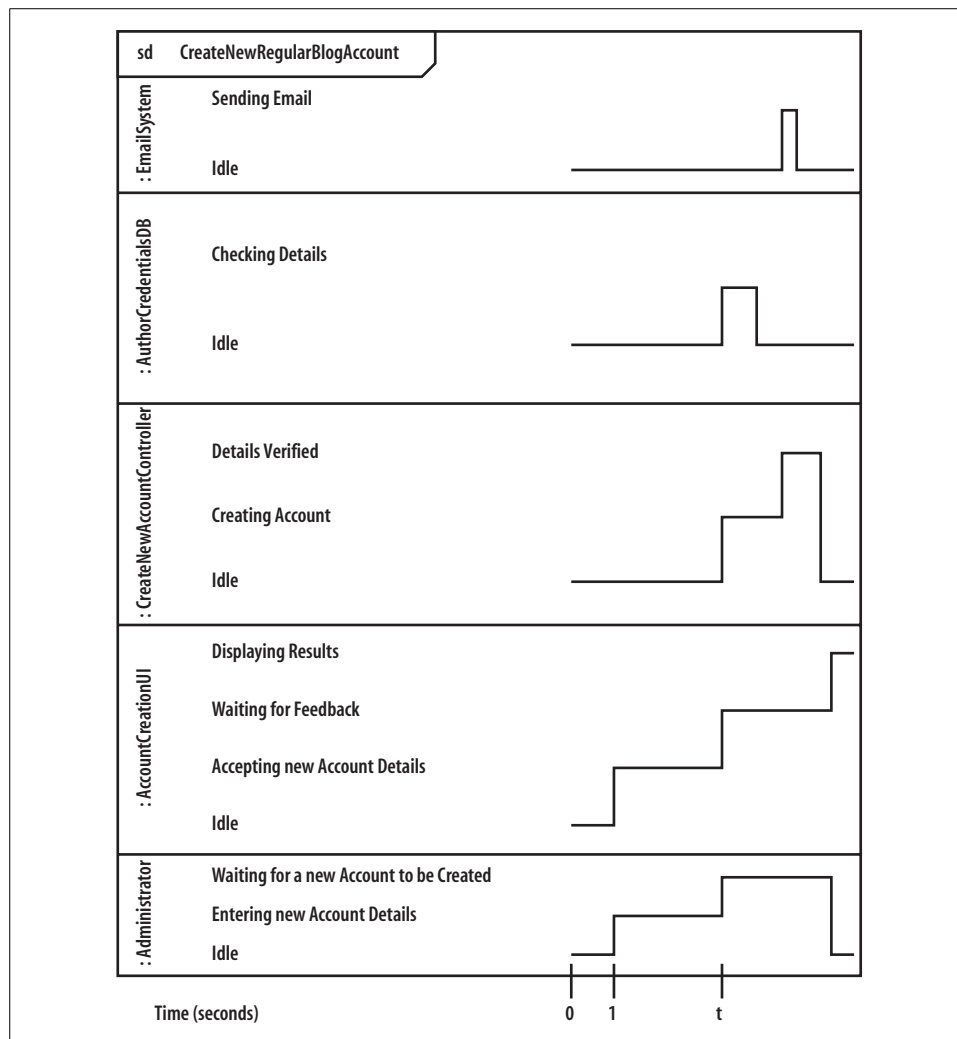 sd CreateNewRegularBlogAccount
: EmailSystem
Sending Email
Idle
: AuthorCredentialsDB
Checking Details
Idle
: CreateNewAccountController
Details Verified
Creating Account
Idle
: AccountCreationUI
Displaying Results
Waiting for Feedback
Accepting new Account Details
Idle
: Administrator
Waiting for a new Account to be Created
Entering new Account Details
Idle
Time (seconds) 0 1 t